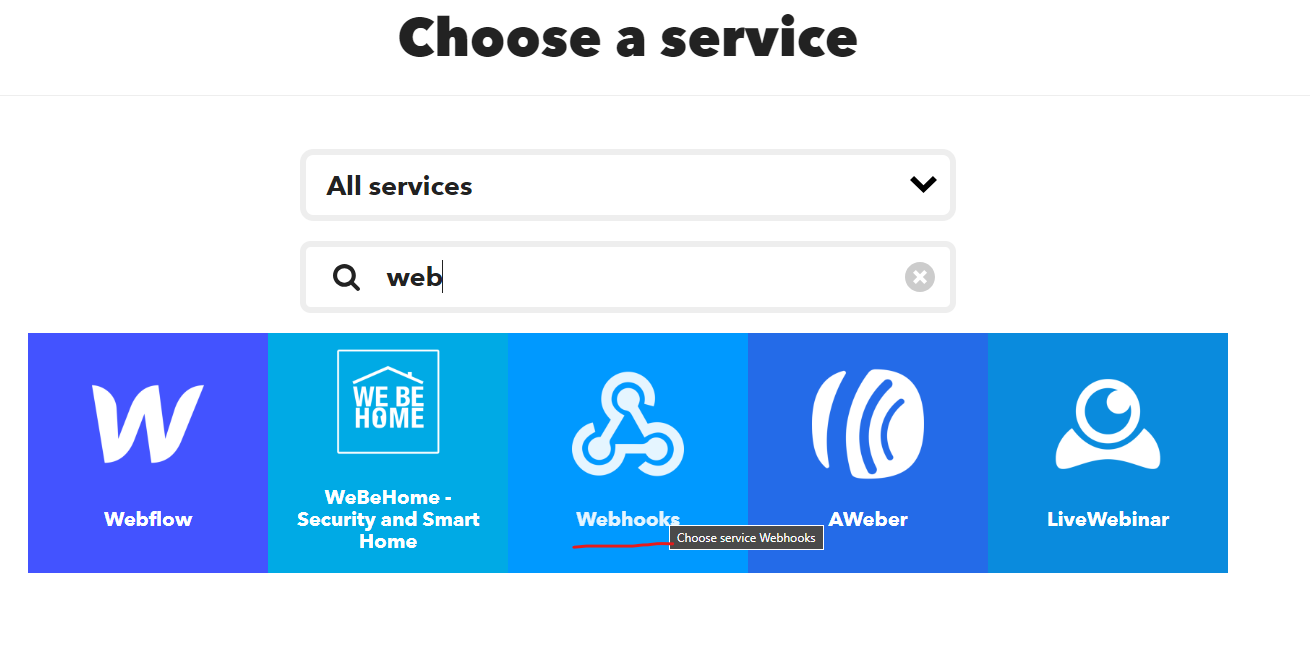 Choose a service
All services
web
WE BE
HOME
Webflow
WeBeHome -
Security and Smart
Home
Webhooks
Choose service Webhooks
AWeber
LiveWebinar